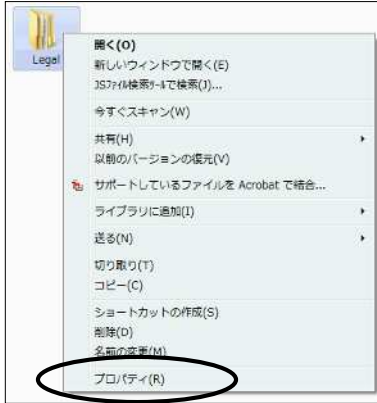 Legal
開く(O)
新しいウィンドウで開く(E)
JSﾌｧｲﾙ検索ﾂｰﾙで検索(J)...
今すぐスキャン(W)
共有(H)
以前のバージョンの復元(V)
サポートしているファイルを Acrobat で結合...
ライブラリに追加(I)
送る(N)
切り取り(T)
コピー(C)
ショートカットの作成(S)
削除(D)
名前の変更(M)
プロパティ(R)